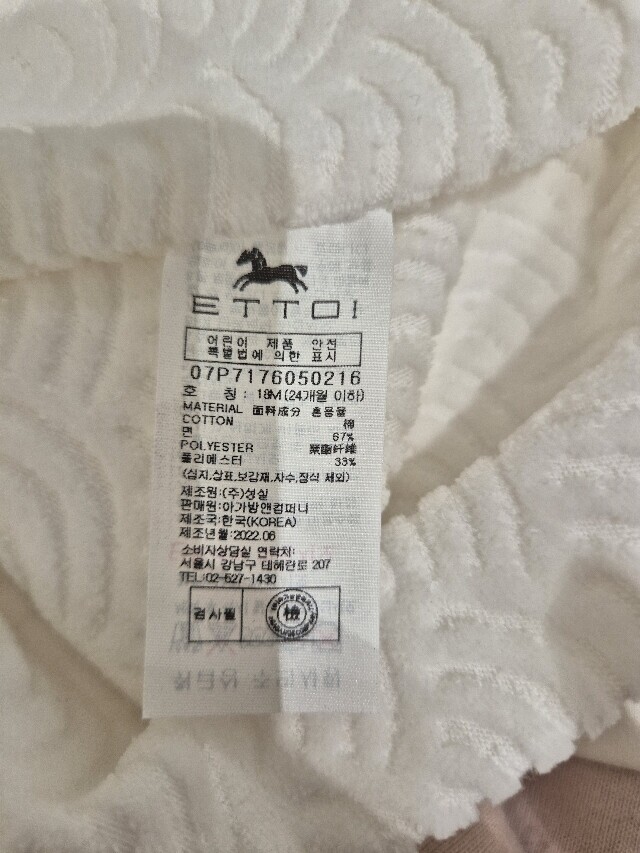 ETTOI
어린이 제품 안전
특별법에 의한 표시
07P7176050216
호 칭 : 18M(24개월 이하)
MATERIAL 面料成分 혼용율
COTTON 棉
면 67%
POLYESTER 聚酯纤维
폴리에스터 33%
(심지,상표,보강재,자수,장식 제외)
제조원:(주)성실
판매원:아가방앤컴퍼니
제조국:한국(KOREA)
제조년월:2022.06
소비자상담실 연락처:
서울시 강남구 테헤란로 207
TEL:02-527-1430
검사필 檢